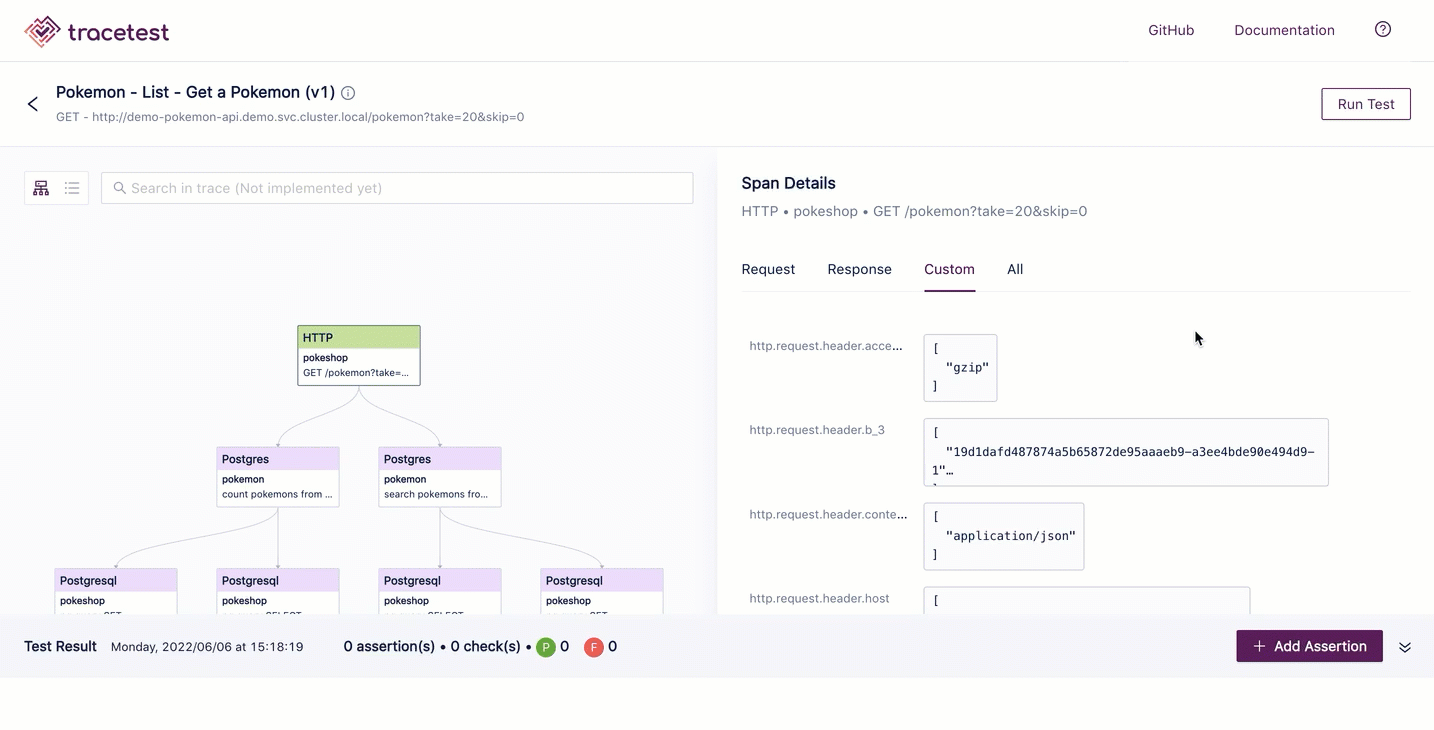 tracetest
GitHub
Documentation
Pokemon - List - Get a Pokemon (v1)
GET - http://demo-pokemon-api.demo.svc.cluster.local/pokemon?take=20&skip=0
Run Test
Search in trace (Not implemented yet)
HTTP
pokeshop
GET /pokemon?take=...
Postgres
pokemon
count pokemons from ...
Postgres
pokemon
search pokemons fro...
Postgresql
pokeshop
Postgresql
pokeshop
Postgresql
pokeshop
Postgresql
pokeshop
Span Details
HTTP • pokeshop • GET /pokemon?take=20&skip=0
Request
Response
Custom
All
http.request.header.acce...
[
"gzip"
]
http.request.header.b_3
[
"19d1dafd487874a5b65872de95aaaeb9-a3ee4bde90e494d9-
1"…
http.request.header.conte...
[
"application/json"
]
http.request.header.host
[
Test Result
Monday, 2022/06/06 at 15:18:19
0 assertion(s) • 0 check(s) • P 0 F 0
+ Add Assertion